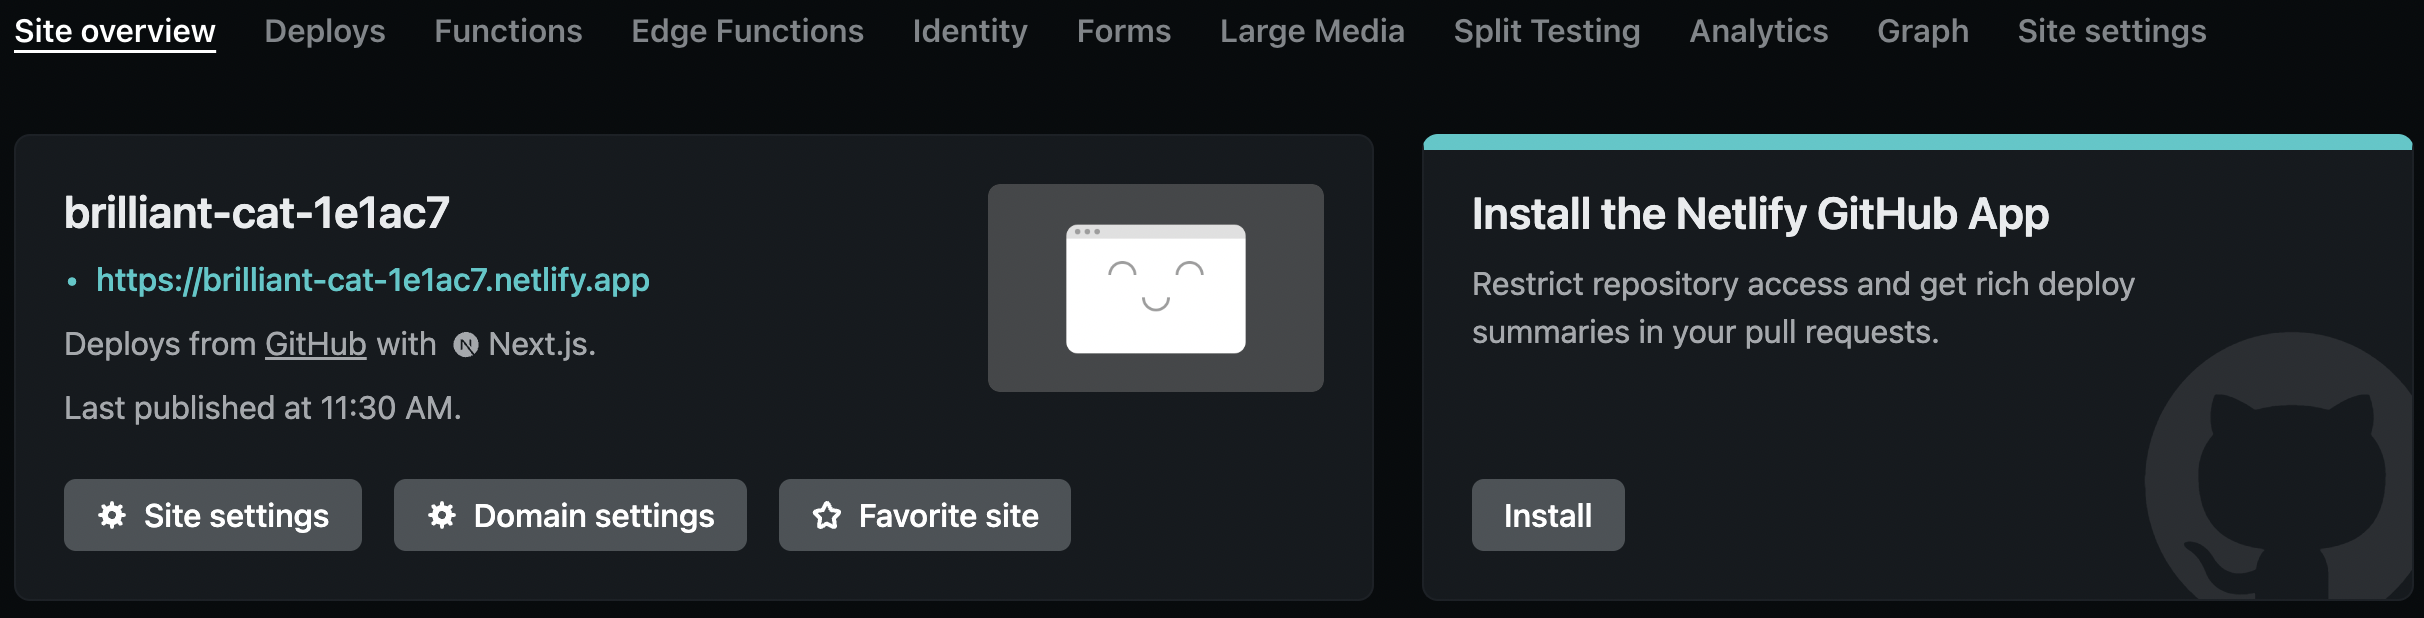 Site overview Deploys Functions Edge Functions Identity Forms Large Media Split Testing Analytics Graph Site settings
brilliant-cat-1e1ac7
• https://brilliant-cat-1e1ac7.netlify.app
Deploys from GitHub with N Next.js.
Last published at 11:30 AM.
Site settings Domain settings Favorite site
Install the Netlify GitHub App
Restrict repository access and get rich deploy
summaries in your pull requests.
Install